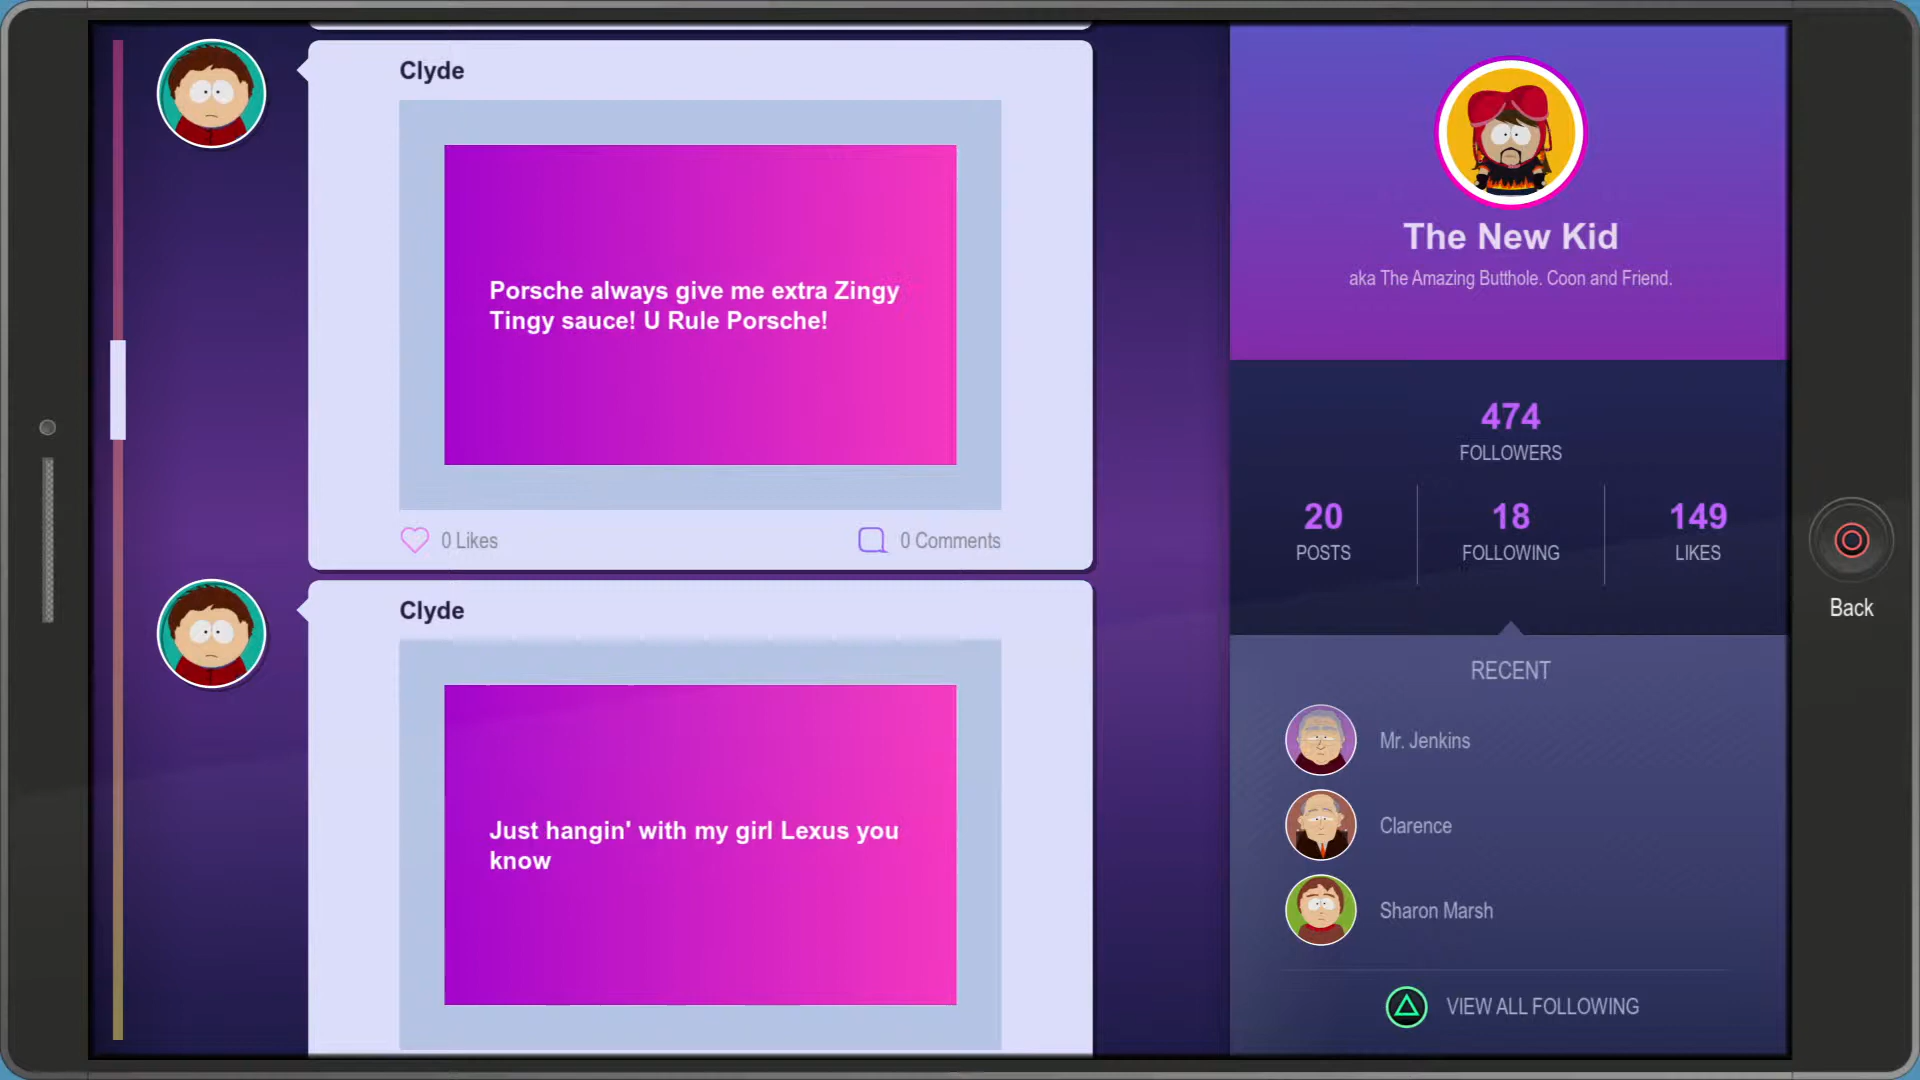 Clyde
Porsche always give me extra Zingy
Tingy sauce! U Rule Porsche!
0 Likes
0 Comments
Clyde
Just hangin' with my girl Lexus you
know
The New Kid
aka The Amazing Butthole. Coon and Friend.
474
FOLLOWERS
20
POSTS
18
FOLLOWING
149
LIKES
RECENT
Mr. Jenkins
Clarence
Sharon Marsh
VIEW ALL FOLLOWING
Back